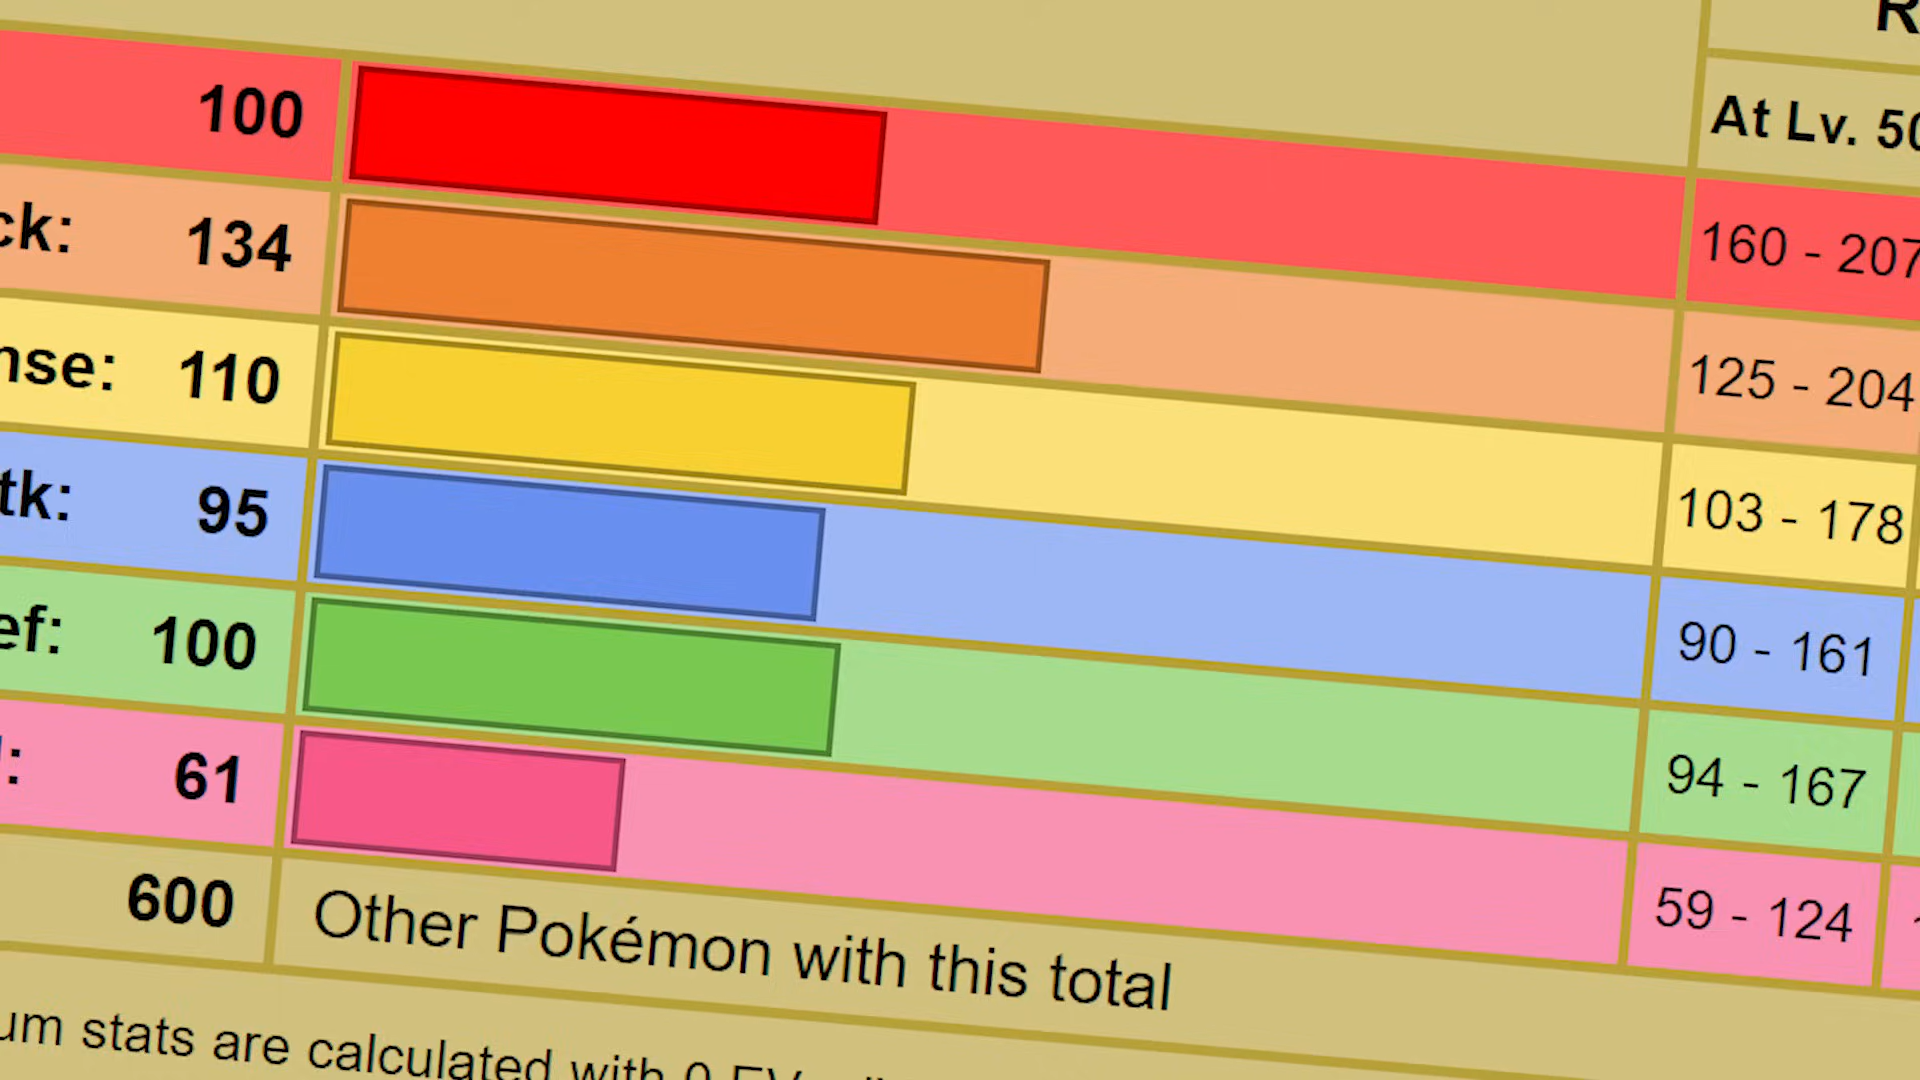 At Lv. 50
100
160 - 207
ck: 134
125 - 204
nse: 110
103 - 178
tk: 95
90 - 161
ef: 100
94 - 167
: 61
59 - 124
600 Other Pokémon with this total
um stats are calculated with 0